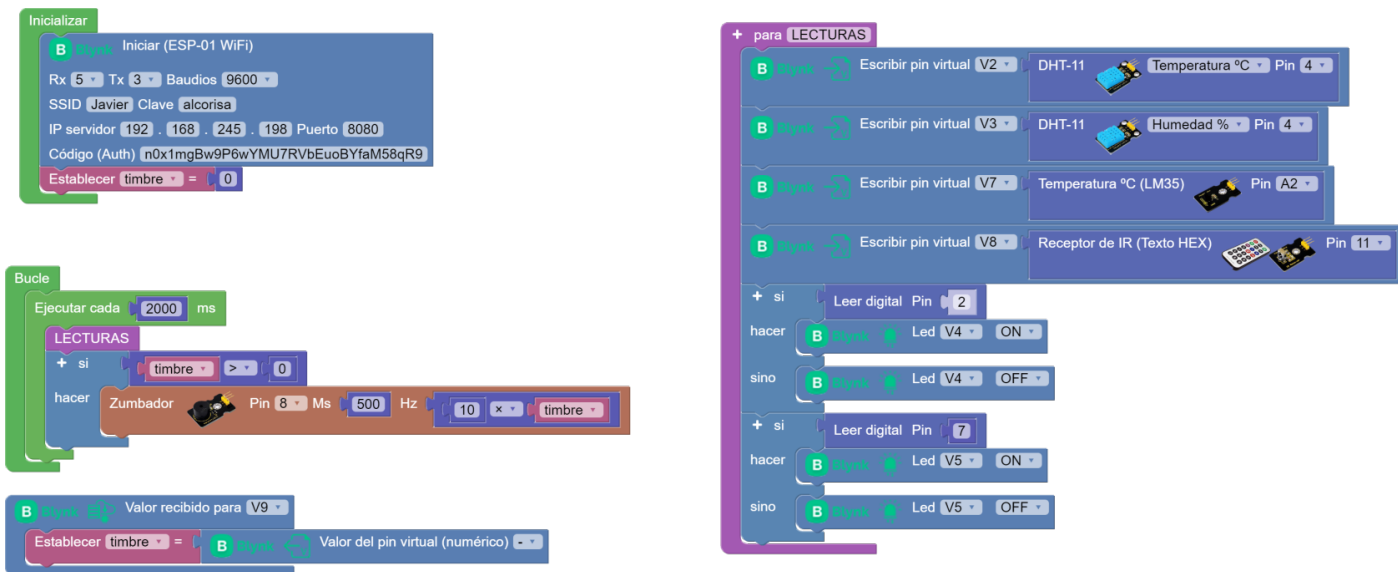 Inicializar
B Blynk Iniciar (ESP-01 WiFi)
Rx 5 Tx 3 Baudios 9600
SSID Javier Clave alcorisa
IP servidor 192 . 168 . 245 . 198 Puerto 8080
Código (Auth) n0x1mgBw9P6wYMU7RVbEuoBYfaM58qR9
Establecer timbre = 0
Bucle
Ejecutar cada 2000 ms
LECTURAS
+ si timbre > 0
hacer Zumbador Pin 8 Ms 500 Hz 10 × timbre
B Blynk Valor recibido para V9
Establecer timbre = B Blynk Valor del pin virtual (numérico) -
+ para LECTURAS
B Blynk Escribir pin virtual V2 DHT-11 Temperatura ºC Pin 4
B Blynk Escribir pin virtual V3 DHT-11 Humedad % Pin 4
B Blynk Escribir pin virtual V7 Temperatura ºC (LM35) Pin A2
B Blynk Escribir pin virtual V8 Receptor de IR (Texto HEX) Pin 11
+ si Leer digital Pin 2
hacer B Blynk Led V4 ON
sino B Blynk Led V4 OFF
+ si Leer digital Pin 7
hacer B Blynk Led V5 ON
sino B Blynk Led V5 OFF